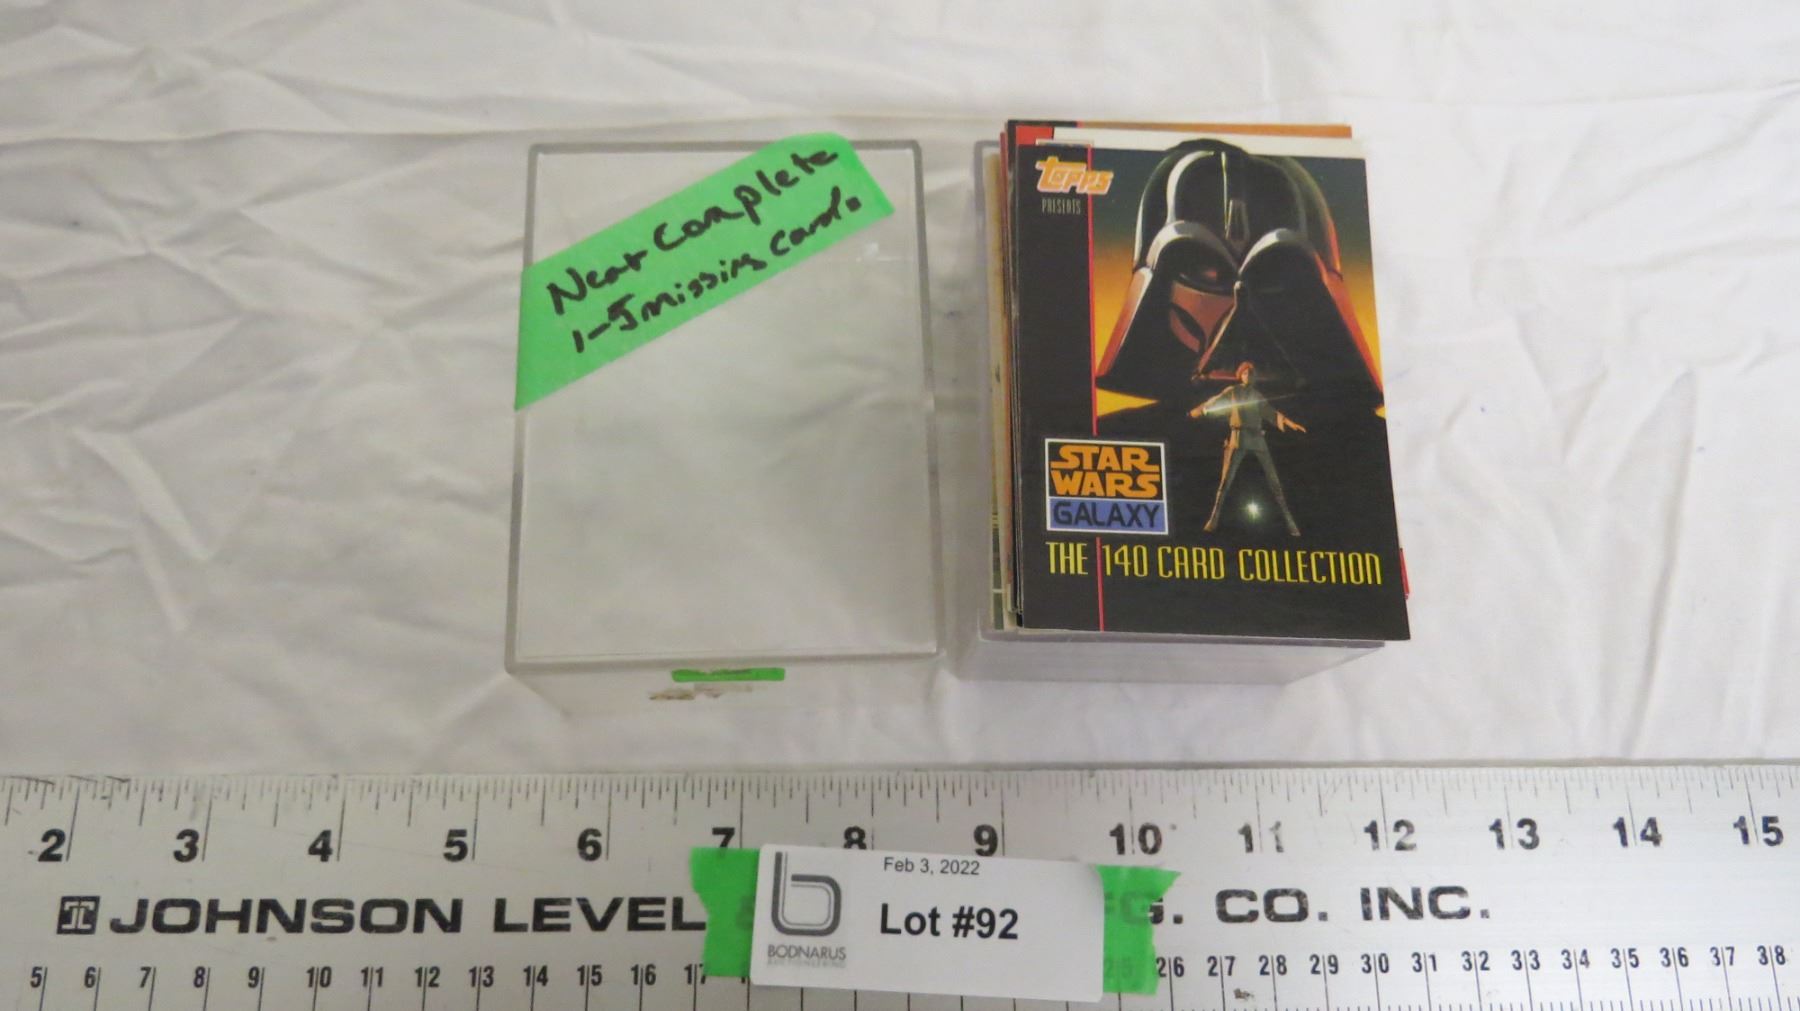 Near Complete
1-5 missing cards
topps
PRESENTS
STAR
WARS
GALAXY
THE 140 CARD COLLECTION
2 3 4 5 6 7 8 9 10 11 12 13 14 15
JOHNSON LEVEL G. CO. INC.
Feb 3, 2022
Lot #92
BODNARUS
AUCTIONEERING
5 6 7 8 9 10 11 12 13 14 15 16 17 25 26 27 28 29 30 31 32 33 34 35 36 37 38